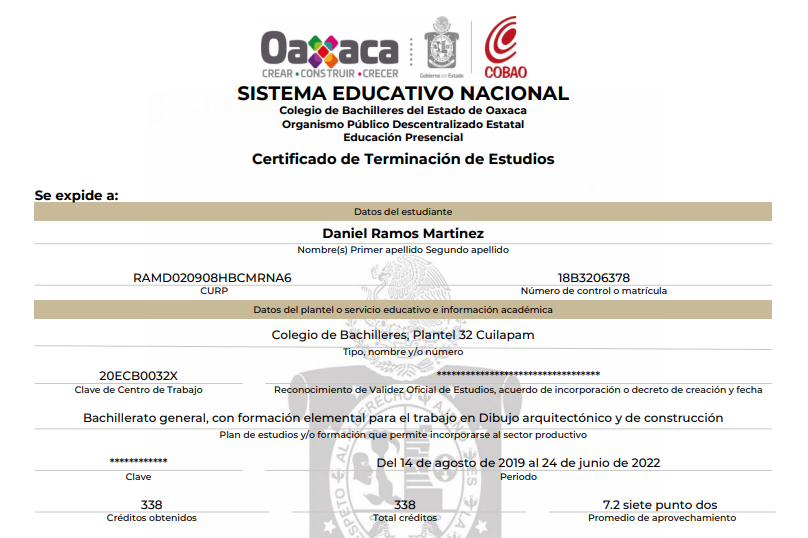 Oaxaca
CREAR • CONSTRUIR • CRECER
Gobierno del Estado
COBAO
SISTEMA EDUCATIVO NACIONAL
Colegio de Bachilleres del Estado de Oaxaca
Organismo Público Descentralizado Estatal
Educación Presencial
Certificado de Terminación de Estudios
Se expide a:
Datos del estudiante
Daniel Ramos Martinez
Nombre(s) Primer apellido Segundo apellido
RAMD020908HBCMRNA6 18B3206378
CURP Número de control o matrícula
Datos del plantel o servicio educativo e información académica
Colegio de Bachilleres, Plantel 32 Cuilapam
Tipo, nombre y/o número
20ECB0032X **********************************
Clave de Centro de Trabajo Reconocimiento de Validez Oficial de Estudios, acuerdo de incorporación o decreto de creación y fecha
Bachillerato general, con formación elemental para el trabajo en Dibujo arquitectónico y de construcción
Plan de estudios y/o formación que permite incorporarse al sector productivo
************ Del 14 de agosto de 2019 al 24 de junio de 2022
Clave Periodo
338 338 7.2 siete punto dos
Créditos obtenidos Total créditos Promedio de aprovechamiento